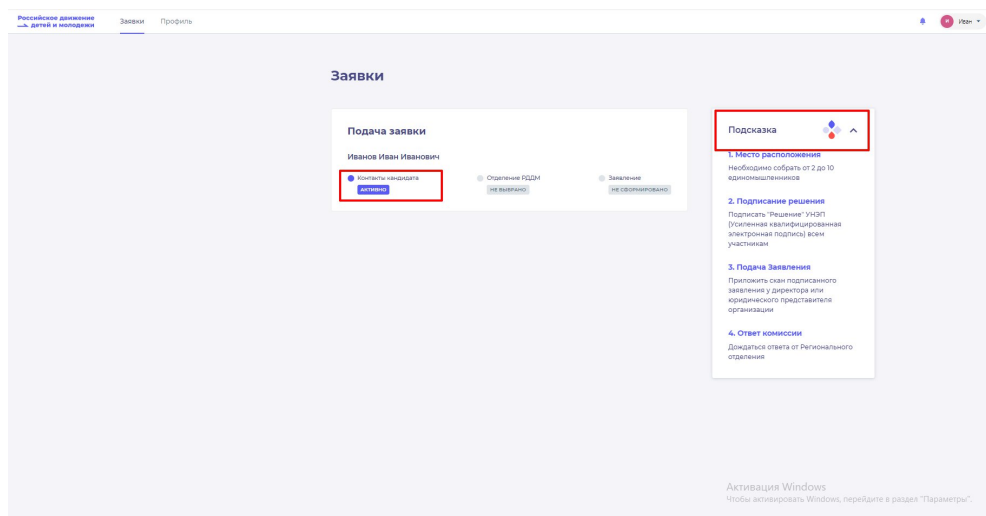 Российское движение
детей и молодежи
Заявки
Профиль
И
Иван
Заявки
Подача заявки
Иванов Иван Иванович
Контакты кандидата
АКТИВНО
Отделение РДДМ
НЕ ВЫБРАНО
Заявление
НЕ СФОРМИРОВАНО
Подсказка
1. Место расположения
Необходимо собрать от 2 до 10
единомышленников
2. Подписание решения
Подписать "Решение" УНЭП
(Усиленная квалифицированная
электронная подпись) всем
участникам
3. Подача Заявления
Приложить скан подписанного
заявления у директора или
юридического представителя
организации
4. Ответ комиссии
Дождаться ответа от Регионального
отделения
Активация Windows
Чтобы активировать Windows, перейдите в раздел "Параметры".